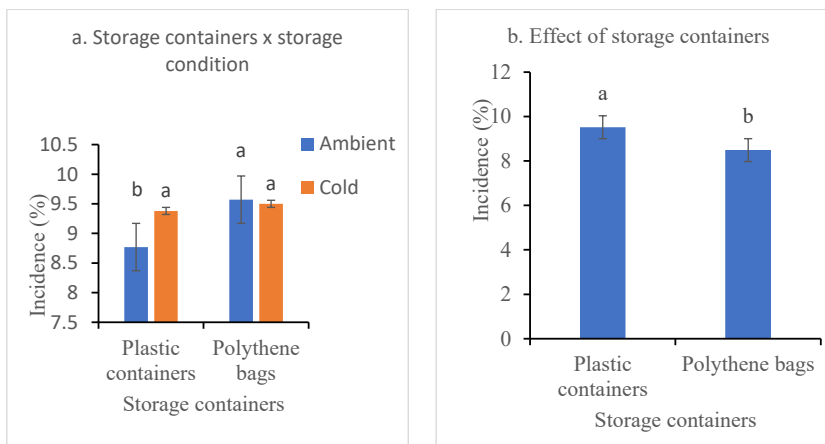 a. Storage containers x storage
condition
Incidence (%)
10.5
10
9.5
9
8.5
8
7.5
b
a
a
a
Ambient
Cold
Plastic
containers
Polythene
bags
Storage containers
b. Effect of storage containers
Incidence (%)
12
10
8
6
4
2
0
a
b
Plastic
containers
Polythene bags
Storage containers